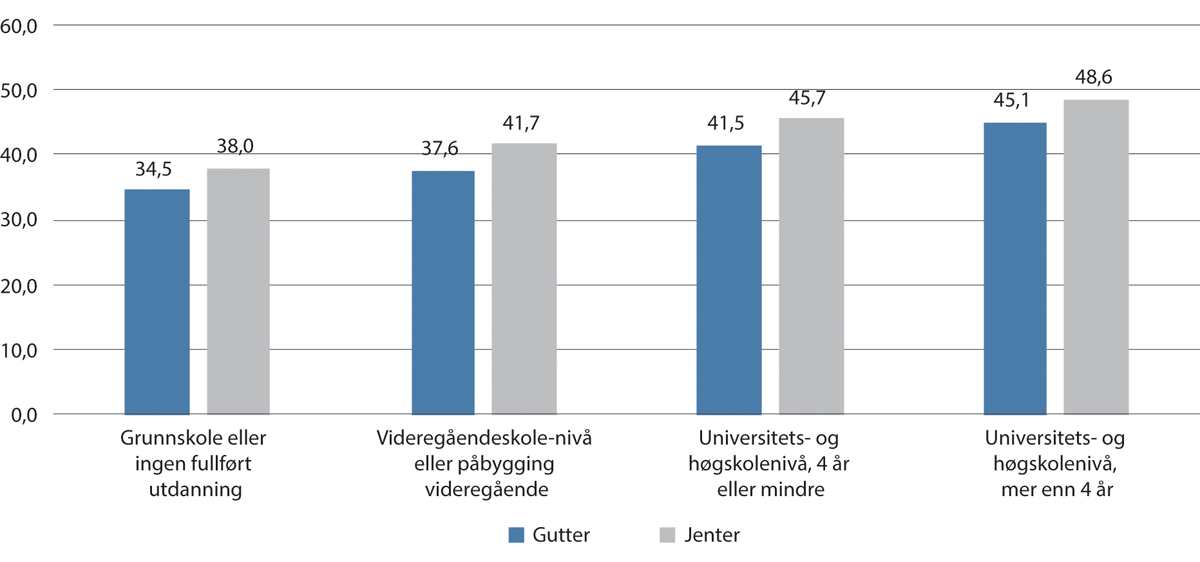 60,0
50,0
40,0
30,0
20,0
10,0
0,0
34,5
38,0
37,6
41,7
41,5
45,7
45,1
48,6
Grunnskole eller
ingen fullført
utdanning
Videregåendeskole-nivå
eller påbygging
videregående
Universitets- og
høgskolenivå, 4 år
eller mindre
Universitets- og
høgskolenivå,
mer enn 4 år
Gutter
Jenter